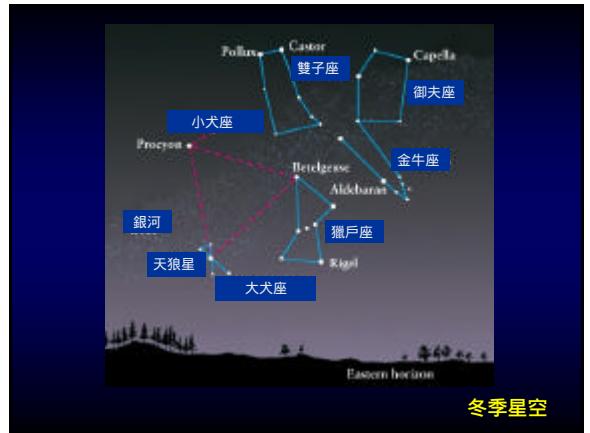 Castor
Pollux
雙子座
Capella
御夫座
小犬座
Procyon
金牛座
Betelgeuse
Aldebaran
銀河
獵戶座
天狼星
Rigel
大犬座
Eastern horizon
冬季星空